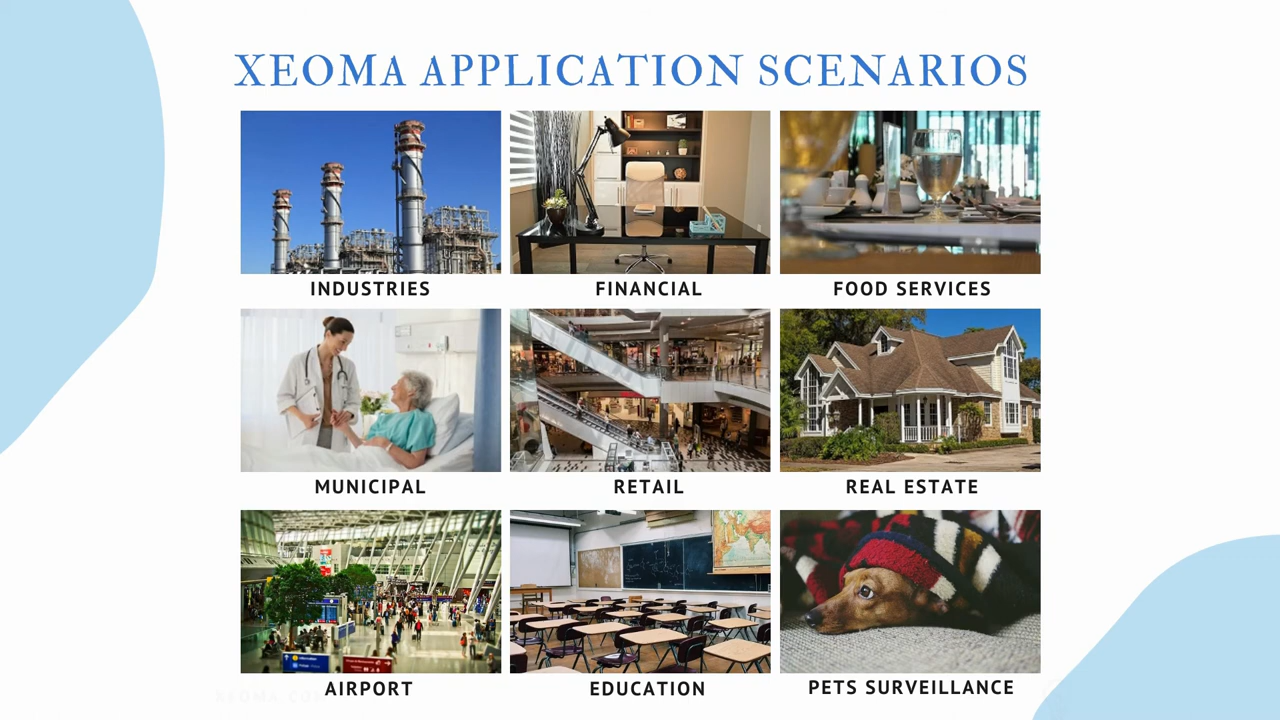 XEOMA APPLICATION SCENARIOS
INDUSTRIES
FINANCIAL
FOOD SERVICES
MUNICIPAL
RETAIL
REAL ESTATE
AIRPORT
EDUCATION
PETS SURVEILLANCE